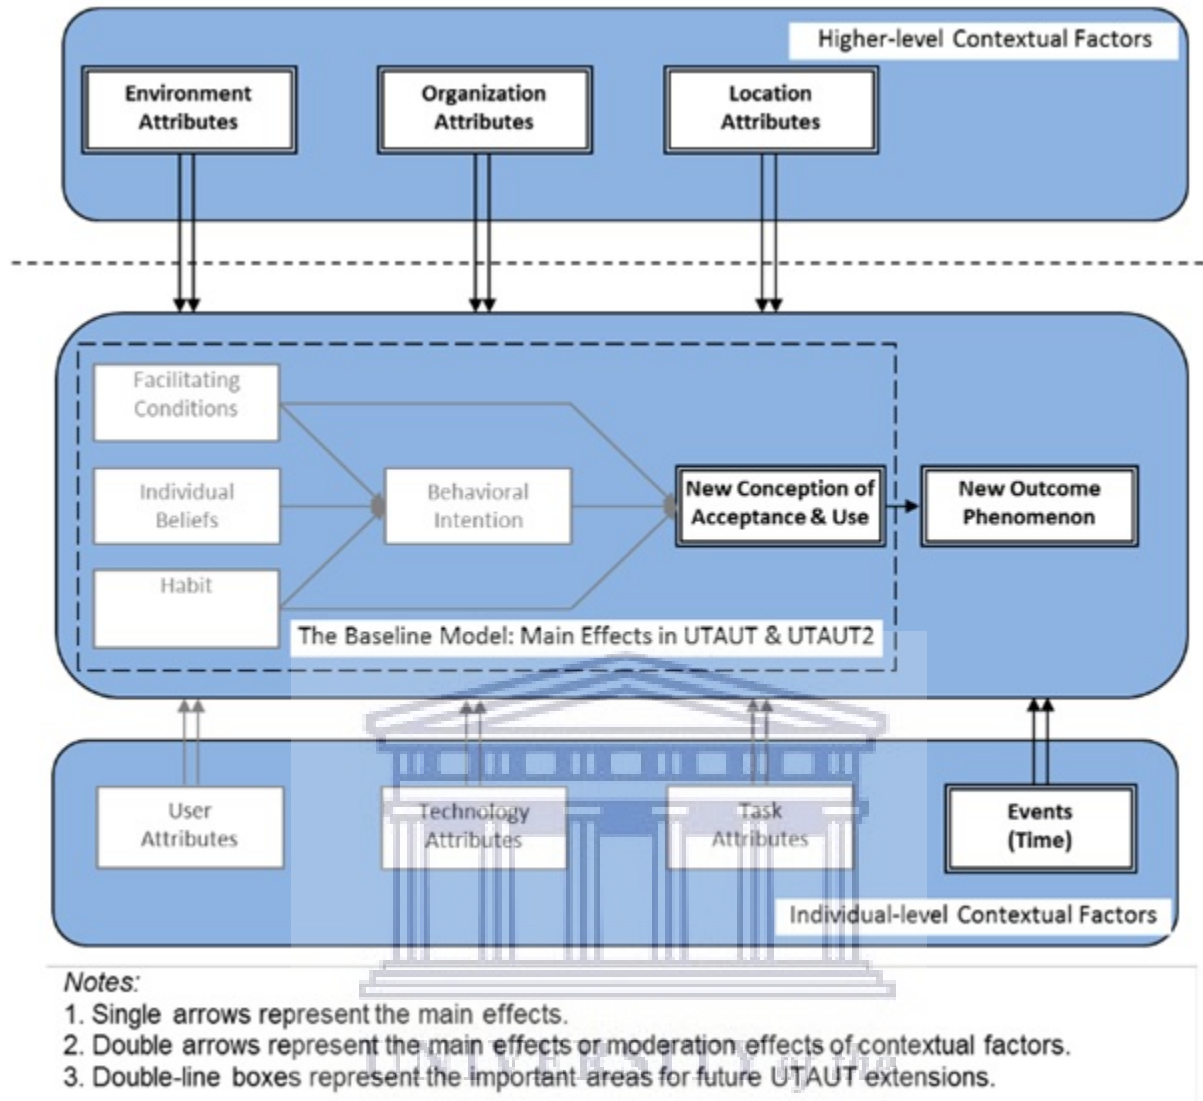 Higher-level Contextual Factors
Environment
Attributes
Organization
Attributes
Location
Attributes
Facilitating
Conditions
Individual
Beliefs
Habit
Behavioral
Intention
New Conception of
Acceptance & Use
New Outcome
Phenomenon
The Baseline Model: Main Effects in UTAUT & UTAUT2
User
Attributes
Technology
Attributes
Task
Attributes
Events
(Time)
Individual-level Contextual Factors
Notes:
1. Single arrows represent the main effects.
2. Double arrows represent the main effects or moderation effects of contextual factors.
UNIVERSITY of the
3. Double-line boxes represent the important areas for future UTAUT extensions.